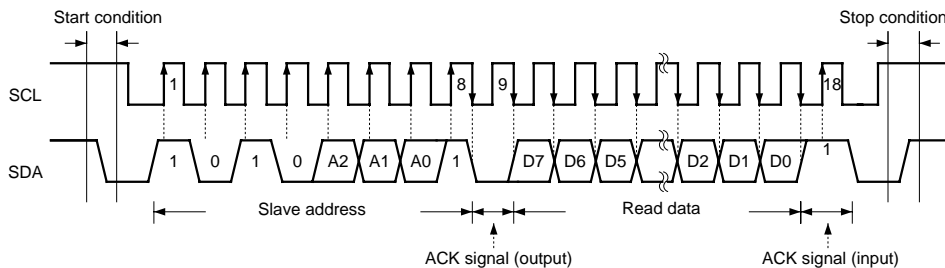 Start condition Stop condition
SCL 1 8 9 18
SDA 1 0 1 0 A2 A1 A0 1 D7 D6 D5 D2 D1 D0 1
Slave address Read data
ACK signal (output) ACK signal (input)